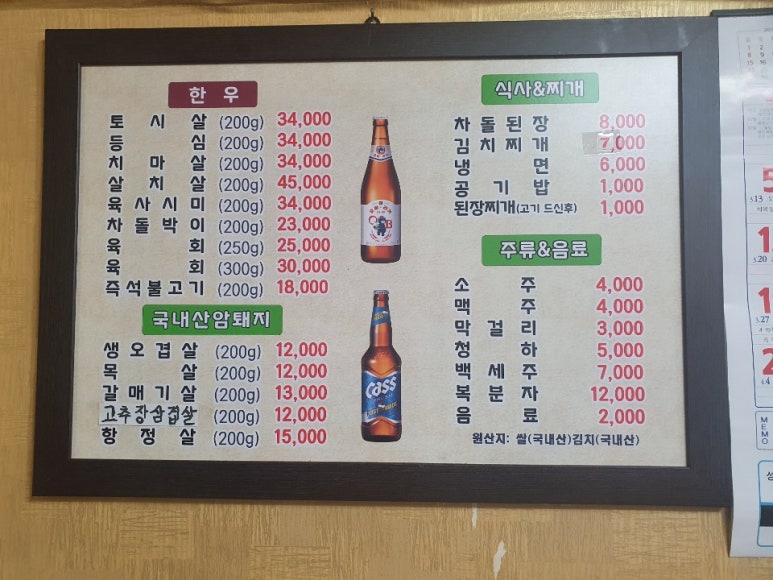 한 우
토 시 살 (200g) 34,000
등 심 (200g) 34,000
치 마 살 (200g) 34,000
살 치 살 (200g) 45,000
육 사 시 미 (200g) 34,000
차 돌 박 이 (200g) 23,000
육 회 (250g) 25,000
육 회 (300g) 30,000
즉석불고기 (200g) 18,000
국내산암퇘지
생 오 겹 살 (200g) 12,000
목 살 (200g) 12,000
갈 매 기 살 (200g) 13,000
고추장삼겹살 (200g) 12,000
항 정 살 (200g) 15,000
OB
Cass
식사&찌개
차 돌 된 장 8,000
김 치 찌 개 7,000
냉 면 6,000
공 기 밥 1,000
된장찌개(고기 드신후) 1,000
주류&음료
소 주 4,000
맥 주 4,000
막 걸 리 3,000
청 하 5,000
백 세 주 7,000
복 분 자 12,000
음 료 2,000
원산지: 쌀(국내산)김치(국내산)
MEMO